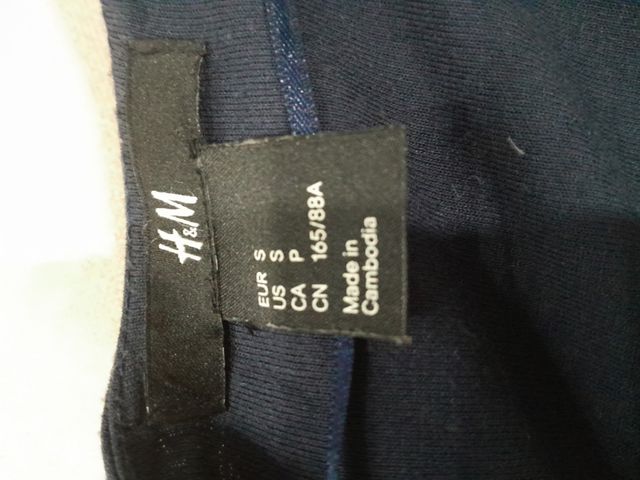 H&M
EUR S
US S
CA P
CN 165/88A
Made in
Cambodia